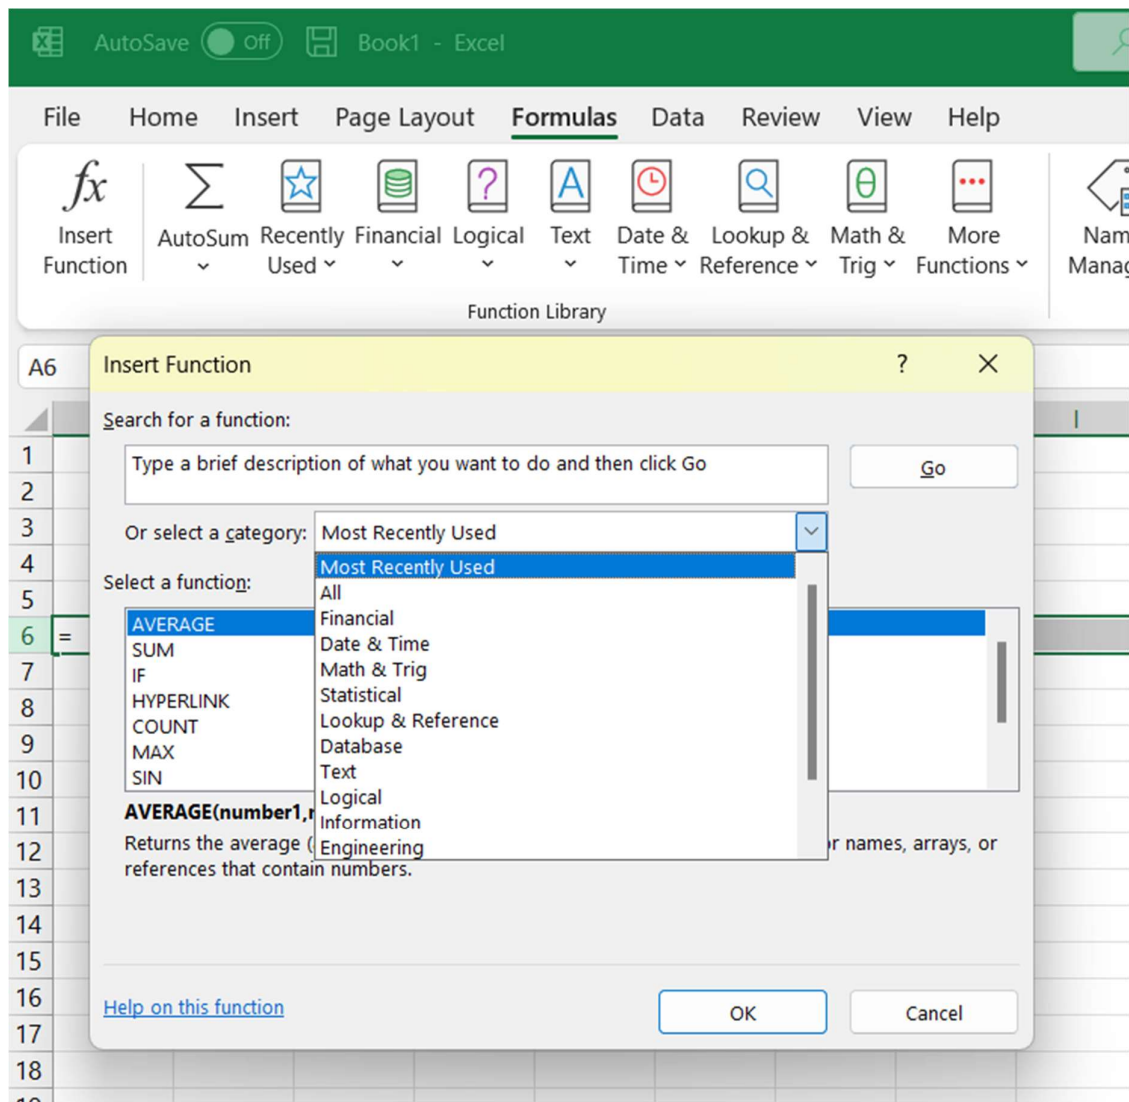 AutoSave Off Book1 - Excel
File Home Insert Page Layout Formulas Data Review View Help
fx
Insert Function
AutoSum
Recently Used
Financial
Logical
Text
Date & Time
Lookup & Reference
Math & Trig
More Functions
Function Library
A6
Insert Function ? ×
Search for a function:
Type a brief description of what you want to do and then click Go
Go
Or select a category: Most Recently Used
Most Recently Used
All
Financial
Date & Time
Math & Trig
Statistical
Lookup & Reference
Database
Text
Logical
Information
Engineering
Select a function:
AVERAGE
SUM
IF
HYPERLINK
COUNT
MAX
SIN
AVERAGE(number1,
Returns the average (
names, arrays, or
references that contain numbers.
Help on this function
OK
Cancel
I
1
2
3
4
5
6 =
7
8
9
10
11
12
13
14
15
16
17
18